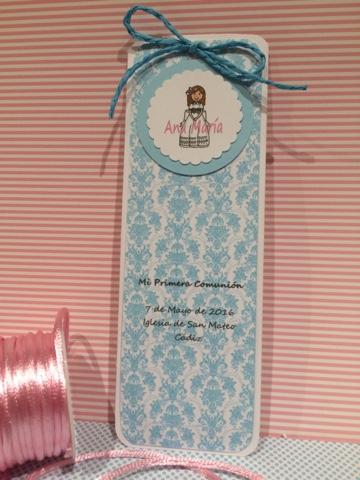 Ana María
Mi Primera Comunión
7 de Mayo de 2016
Iglesia de San Mateo
Cádiz